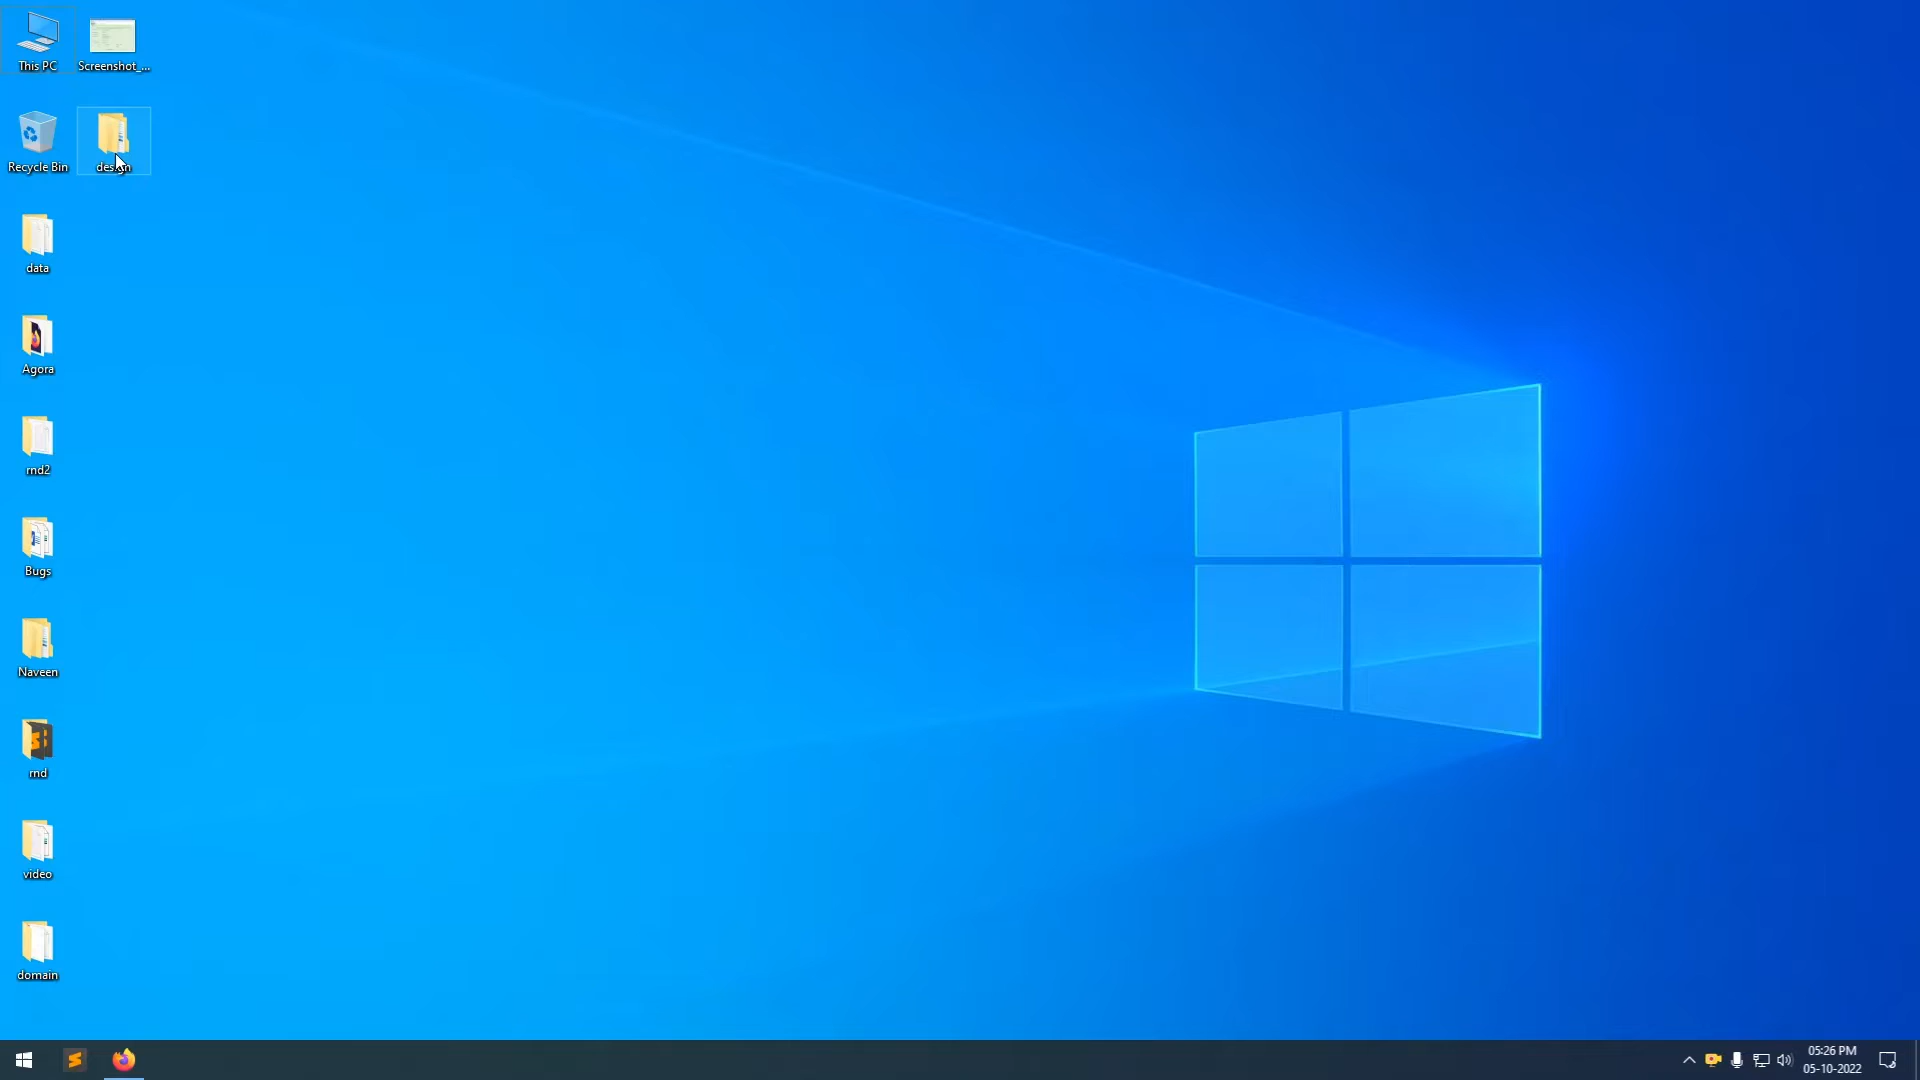 This PC
Screenshot_...
Recycle Bin
data
Agora
rnd2
Bugs
Naveen
rnd
video
domain
05:26 PM
05-10-2022